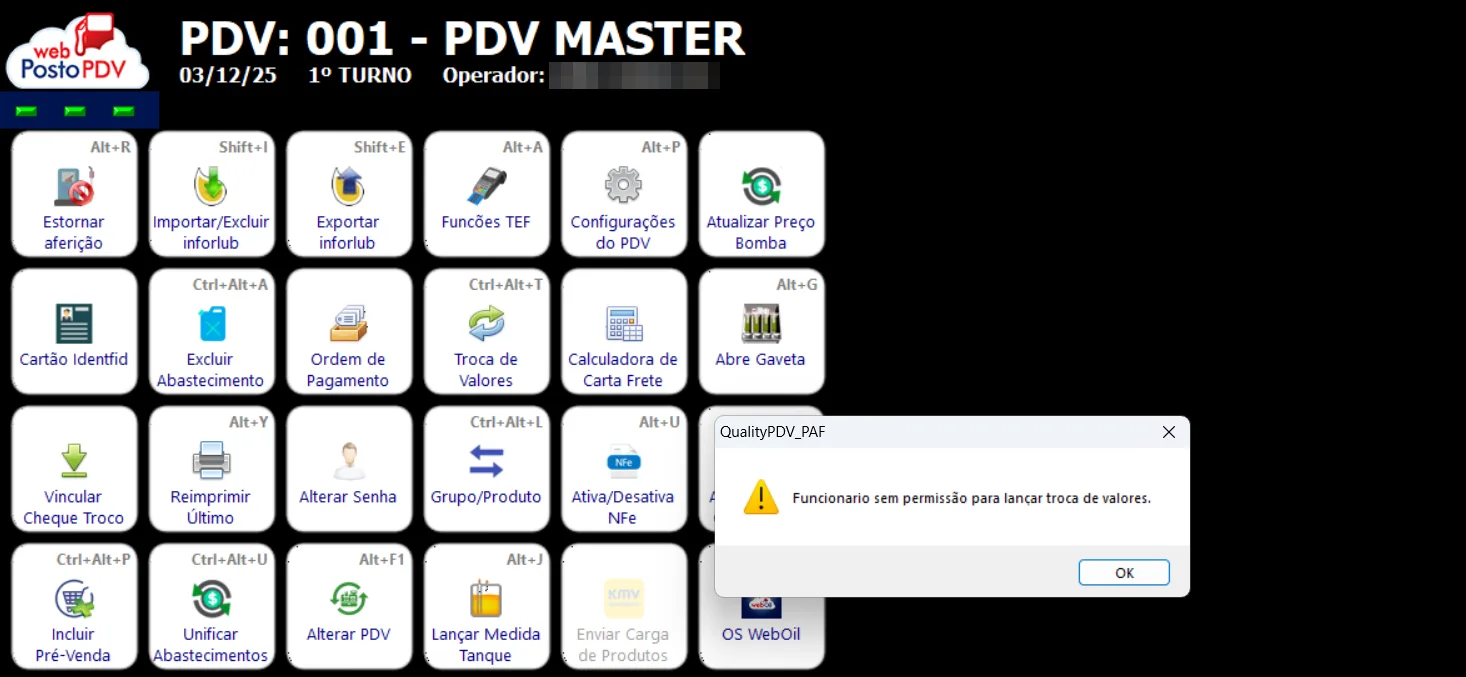 web
PostoPDV
PDV: 001 - PDV MASTER
03/12/25 1º TURNO Operador:
Alt+R
Estornar
aferição
Shift+I
Importar/Excluir
inforlub
Shift+E
Exportar
inforlub
Alt+A
Funcões TEF
Alt+P
Configurações
do PDV
Atualizar Preço
Bomba
Cartão Identfid
Ctrl+Alt+A
Excluir
Abastecimento
Ordem de
Pagamento
Ctrl+Alt+T
Troca de
Valores
Calculadora de
Carta Frete
Alt+G
Abre Gaveta
Vincular
Cheque Troco
Alt+Y
Reimprimir
Último
Alterar Senha
Ctrl+Alt+L
Grupo/Produto
Alt+U
NFe
Ativa/Desativa
NFe
QualityPDV_PAF
Funcionario sem permissão para lançar troca de valores.
OK
Ctrl+Alt+P
Incluir
Pré-Venda
Ctrl+Alt+U
Unificar
Abastecimentos
Alt+F1
Alterar PDV
Alt+J
Lançar Medida
Tanque
KMV
Enviar Carga
de Produtos
webOil
OS WebOil